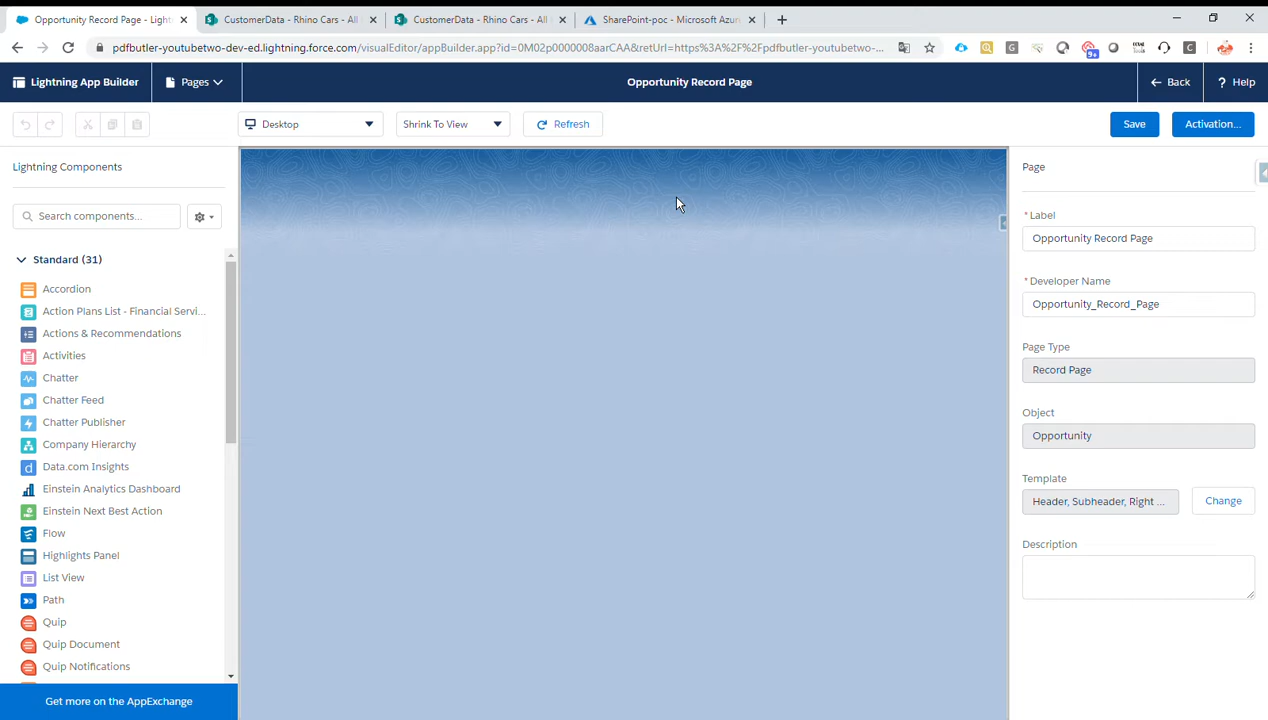 Opportunity Record Page - Lightn
CustomerData - Rhino Cars - All
CustomerData - Rhino Cars - All
SharePoint-poc - Microsoft Azur
pdfbutler-youtubetwo-dev-ed.lightning.force.com/visualEditor/appBuilder.app?id=0M02p0000008aarCAA&retUrl=https%3A%2F%2Fpdfbutler-youtubetwo-...
Lightning App Builder
Pages
Opportunity Record Page
Back
? Help
Desktop
Shrink To View
Refresh
Save
Activation...
Lightning Components
Search components...
Standard (31)
Accordion
Action Plans List - Financial Servi...
Actions & Recommendations
Activities
Chatter
Chatter Feed
Chatter Publisher
Company Hierarchy
Data.com Insights
Einstein Analytics Dashboard
Einstein Next Best Action
Flow
Highlights Panel
List View
Path
Quip
Quip Document
Quip Notifications
Get more on the AppExchange
Page
* Label
Opportunity Record Page
* Developer Name
Opportunity_Record_Page
Page Type
Record Page
Object
Opportunity
Template
Header, Subheader, Right ...
Change
Description